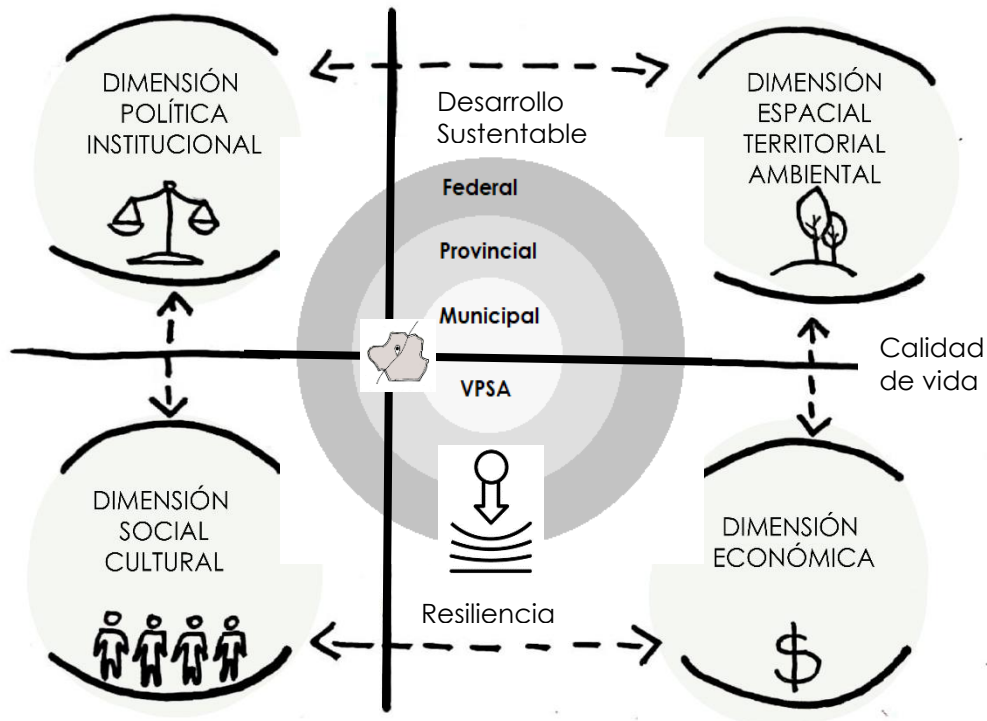 DIMENSIÓN
POLÍTICA
INSTITUCIONAL
Desarrollo
Sustentable
DIMENSIÓN
ESPACIAL
TERRITORIAL
AMBIENTAL
Federal
Provincial
Municipal
VPSA
Calidad
de vida
DIMENSIÓN
SOCIAL
CULTURAL
Resiliencia
DIMENSIÓN
ECONÓMICA
$